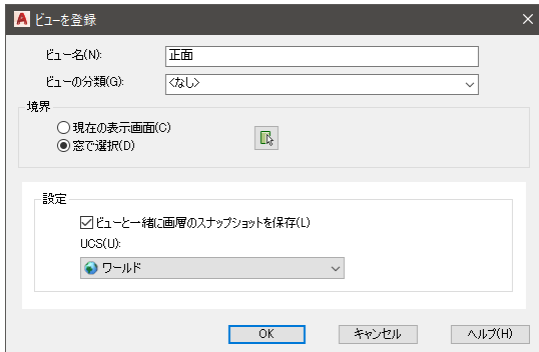 ビューを登録
ビュー名(N): 正面
ビューの分類(G): <なし>
境界
現在の表示画面(C)
窓で選択(D)
設定
ビューと一緒に画層のスナップショットを保存(L)
UCS(U):
ワールド
OK キャンセル ヘルプ(H)